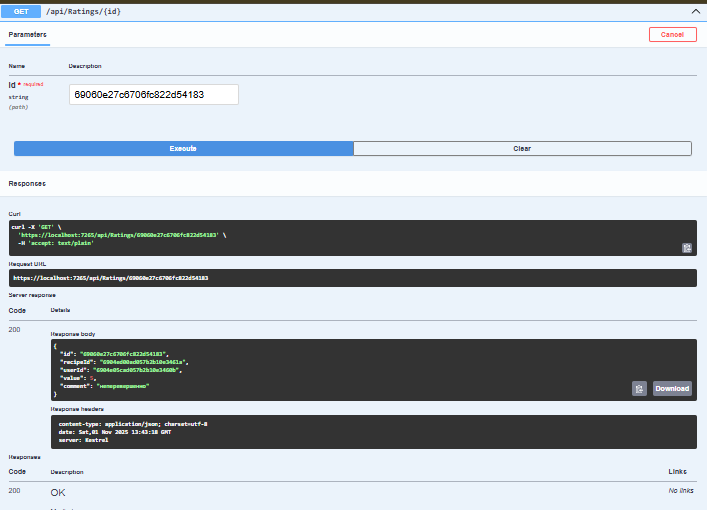 GET /api/Ratings/{id}
Parameters
Cancel
Name Description
id * required
string
(path)
69060e27c6706fc822d54183
Execute Clear
Responses
Curl
curl -X 'GET' \
'https://localhost:7265/api/Ratings/69060e27c6706fc822d54183' \
-H 'accept: text/plain'
Request URL
https://localhost:7265/api/Ratings/69060e27c6706fc822d54183
Server response
Code Details
200
Response body
{
"id": "69060e27c6706fc822d54183",
"recipeId":
"userId":
"value": 5,
"comment":
}
Download
Response headers
content-type: application/json; charset=utf-8
date: Sat,01 Nov 2025 13:43:18 GMT
server: Kestrel
Responses
Code Description Links
200 OK No links